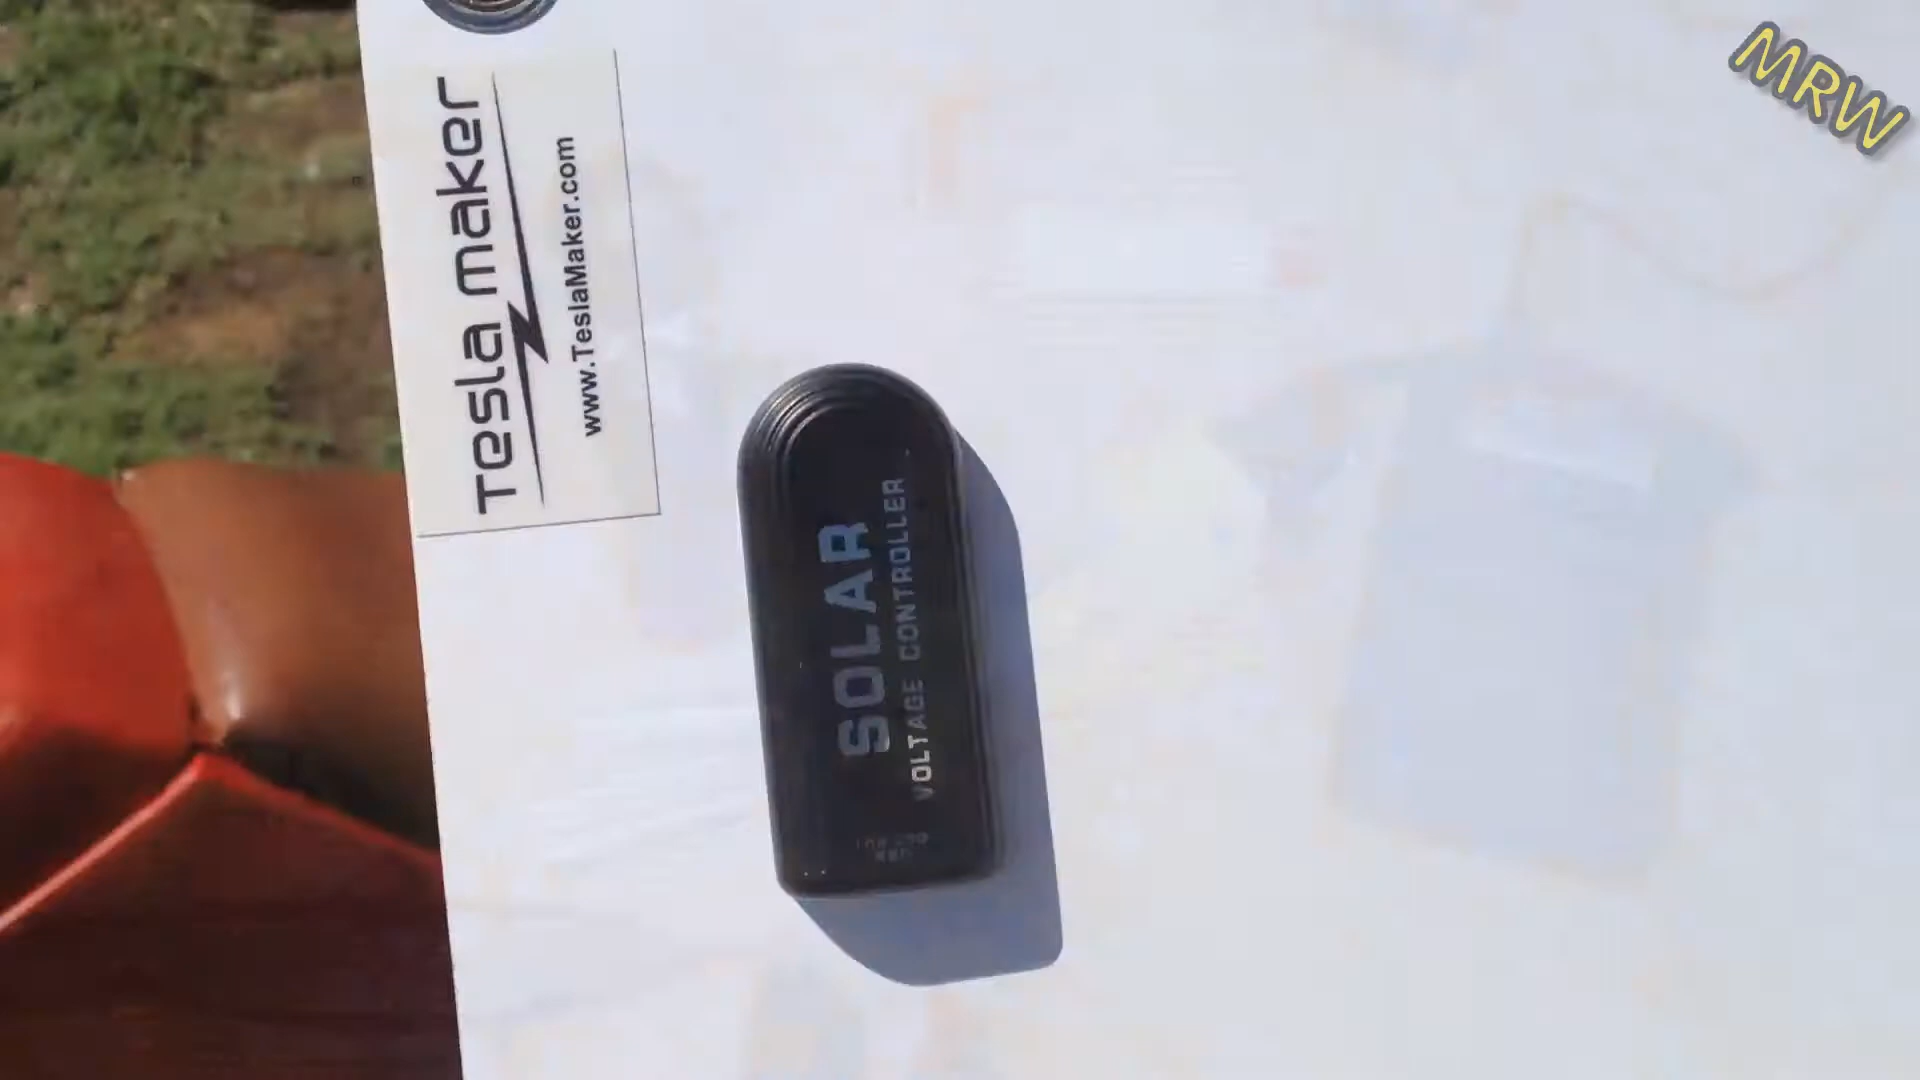 MRW
Tesla maker
www.TeslaMaker.com
SOLAR
VOLTAGE CONTROLLER